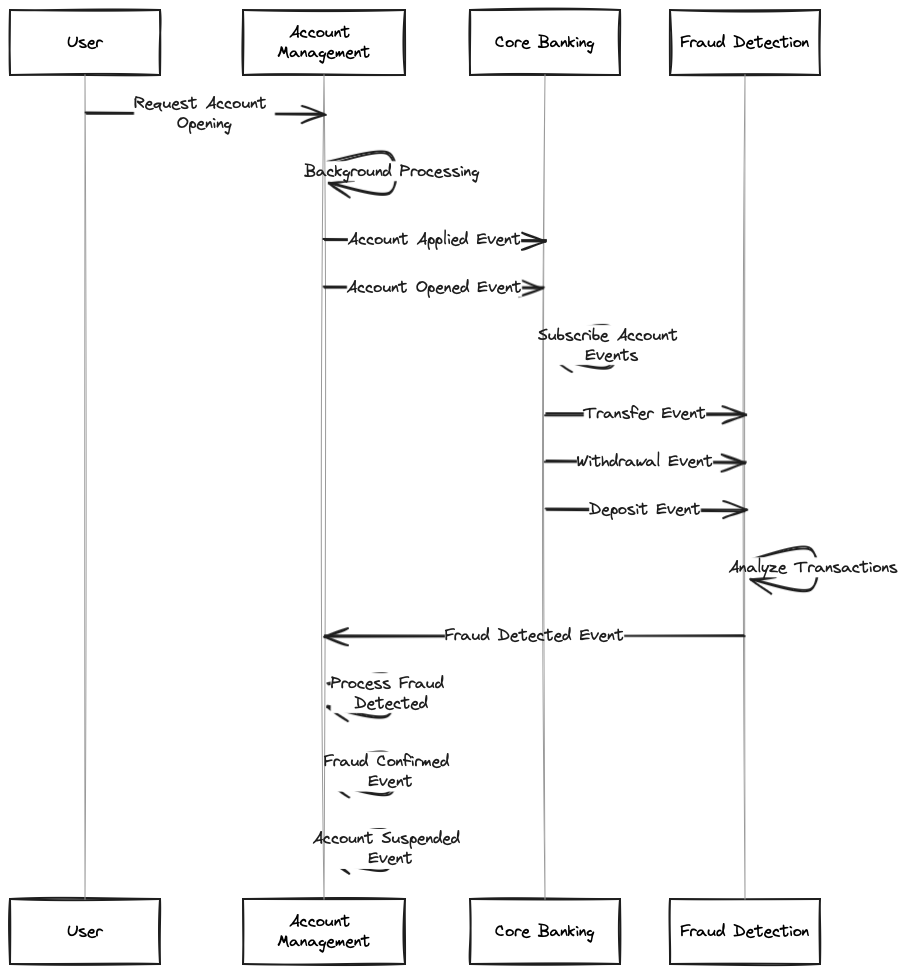 User
Account
Management
Core Banking
Fraud Detection
Request Account
Opening
Background Processing
Account Applied Event
Account Opened Event
Subscribe Account
Events
Transfer Event
Withdrawal Event
Deposit Event
Analyze Transactions
Fraud Detected Event
Process Fraud
Detected
Fraud Confirmed
Event
Account Suspended
Event
User
Account
Management
Core Banking
Fraud Detection